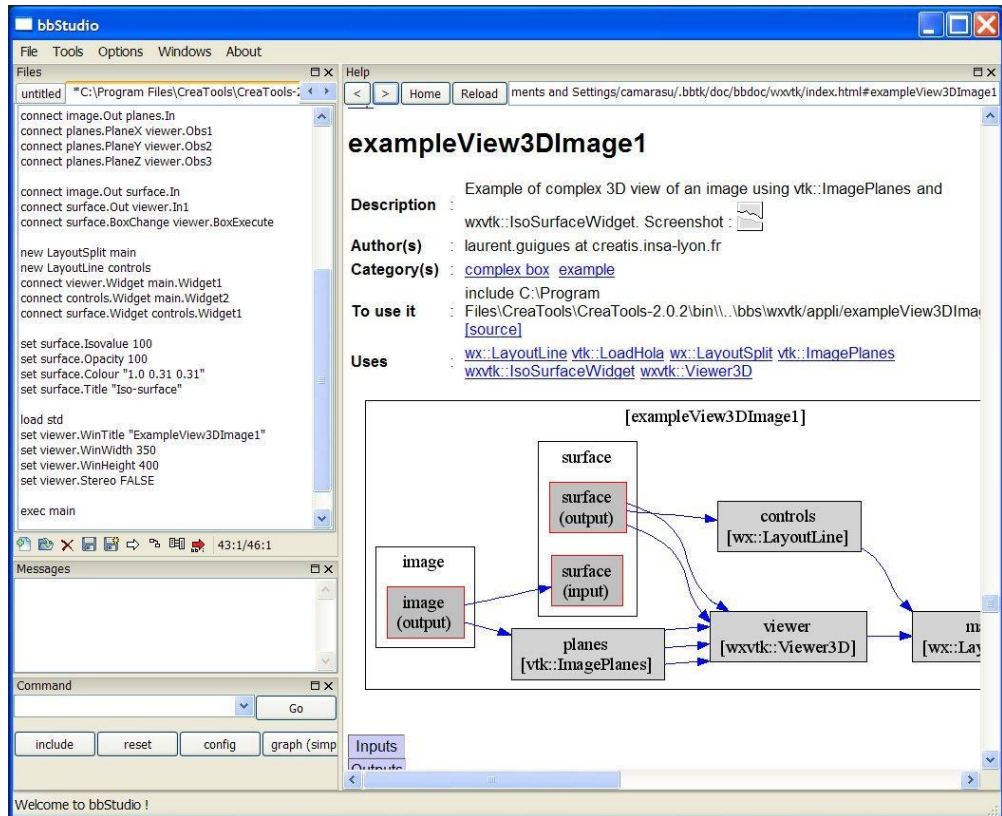 bbStudio
File Tools Options Windows About
Files
untitled *C:\Program Files\CreaTools\CreaTools-2
connect image.Out planes.In
connect planes.PlaneX viewer.Obs1
connect planes.PlaneY viewer.Obs2
connect planes.PlaneZ viewer.Obs3
connect image.Out surface.In
connect surface.Out viewer.In1
connect surface.BoxChange viewer.BoxExecute
new LayoutSplit main
new LayoutLine controls
connect viewer.Widget main.Widget1
connect controls.Widget main.Widget2
connect surface.Widget controls.Widget1
set surface.Isovalue 100
set surface.Opacity 100
set surface.Colour "1.0 0.31 0.31"
set surface.Title "Iso-surface"
load std
set viewer.WinTitle "ExampleView3DImage1"
set viewer.WinWidth 350
set viewer.WinHeight 400
set viewer.Stereo FALSE
exec main
43:1/46:1
Messages
Command
Go
include reset config graph (simp
Welcome to bbStudio !
Help
< > Home Reload ments and Settings/camarasu/.bbtk/doc/bbdoc/wxvtk/index.html#exampleView3DImage1
exampleView3DImage1
Description : Example of complex 3D view of an image using vtk::ImagePlanes and
wxvtk::IsoSurfaceWidget. Screenshot :
Author(s) : laurent.guigues at creatis.insa-lyon.fr
Category(s) : complex box example
include C:\Program
To use it : Files\CreaTools\CreaTools-2.0.2\bin\\..\bbs\wxvtk/appli/exampleView3DImag
[source]
Uses : wx::LayoutLine vtk::LoadHola wx::LayoutSplit vtk::ImagePlanes
wxvtk::IsoSurfaceWidget wxvtk::Viewer3D
[exampleView3DImage1]
surface
surface
(output)
controls
[wx::LayoutLine]
image
surface
(input)
image
(output)
planes
[vtk::ImagePlanes]
viewer
[wxvtk::Viewer3D]
ma
[wx::Lay
Inputs
Outputs